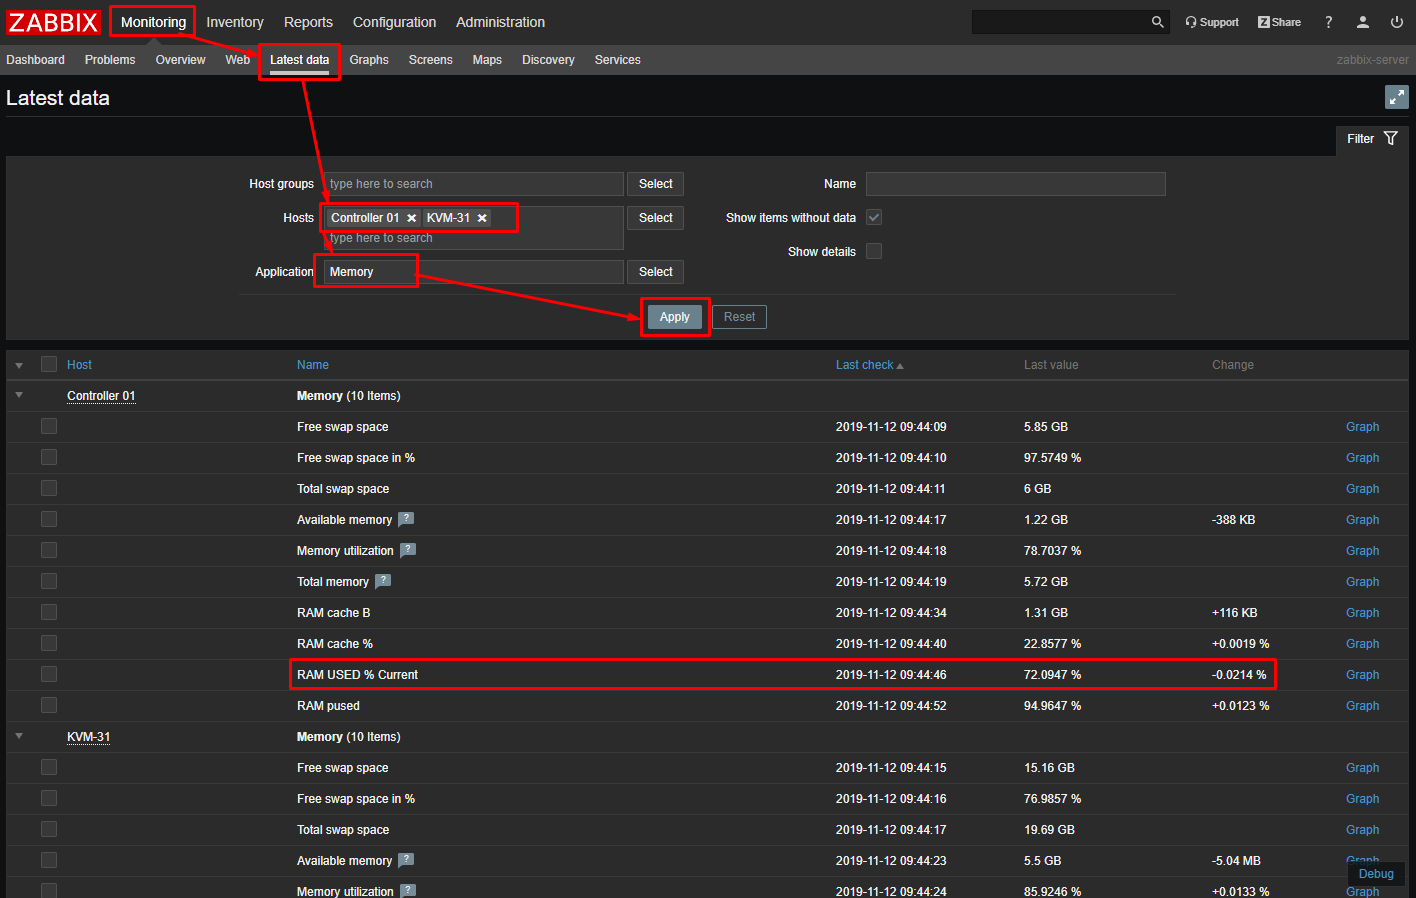 ZABBIX Monitoring Inventory Reports Configuration Administration Support Z Share ?
Dashboard Problems Overview Web Latest data Graphs Screens Maps Discovery Services zabbix-server
Latest data
Filter
Host groups type here to search Select Name
Hosts Controller 01 KVM-31 Select Show items without data
type here to search
Show details
Application Memory Select
Apply Reset
Host Name Last check Last value Change
Controller 01 Memory (10 Items)
Free swap space 2019-11-12 09:44:09 5.85 GB Graph
Free swap space in % 2019-11-12 09:44:10 97.5749 % Graph
Total swap space 2019-11-12 09:44:11 6 GB Graph
Available memory ? 2019-11-12 09:44:17 1.22 GB -388 KB Graph
Memory utilization ? 2019-11-12 09:44:18 78.7037 % Graph
Total memory ? 2019-11-12 09:44:19 5.72 GB Graph
RAM cache B 2019-11-12 09:44:34 1.31 GB +116 KB Graph
RAM cache % 2019-11-12 09:44:40 22.8577 % +0.0019 % Graph
RAM USED % Current 2019-11-12 09:44:46 72.0947 % -0.0214 % Graph
RAM pused 2019-11-12 09:44:52 94.9647 % +0.0123 % Graph
KVM-31 Memory (10 Items)
Free swap space 2019-11-12 09:44:15 15.16 GB Graph
Free swap space in % 2019-11-12 09:44:16 76.9857 % Graph
Total swap space 2019-11-12 09:44:17 19.69 GB Graph
Available memory ? 2019-11-12 09:44:23 5.5 GB -5.04 MB Graph
Debug
Memory utilization ? 2019-11-12 09:44:24 85.9246 % +0.0133 % Graph